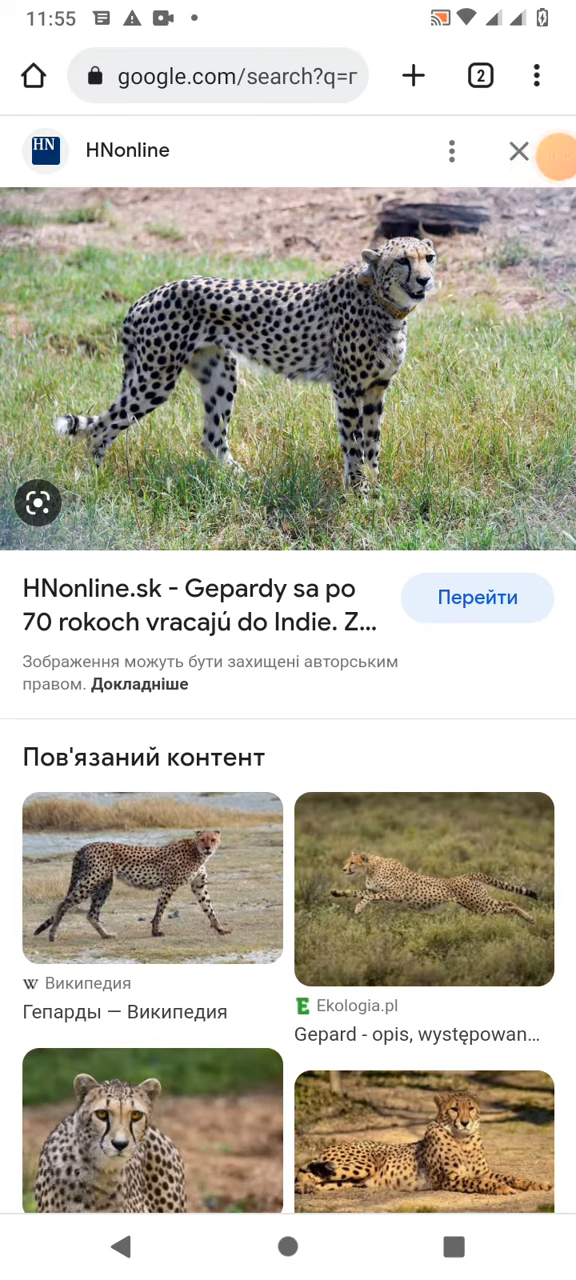 11:55
google.com/search?q=г
2
HN
HNonline
HNonline.sk - Gepardy sa po
70 rokoch vracajú do Indie. Z...
Перейти
Зображення можуть бути захищені авторським
правом. Докладніше
Пов'язаний контент
W Википедия
Гепарды — Википедия
E Ekologia.pl
Gepard - opis, występowan...